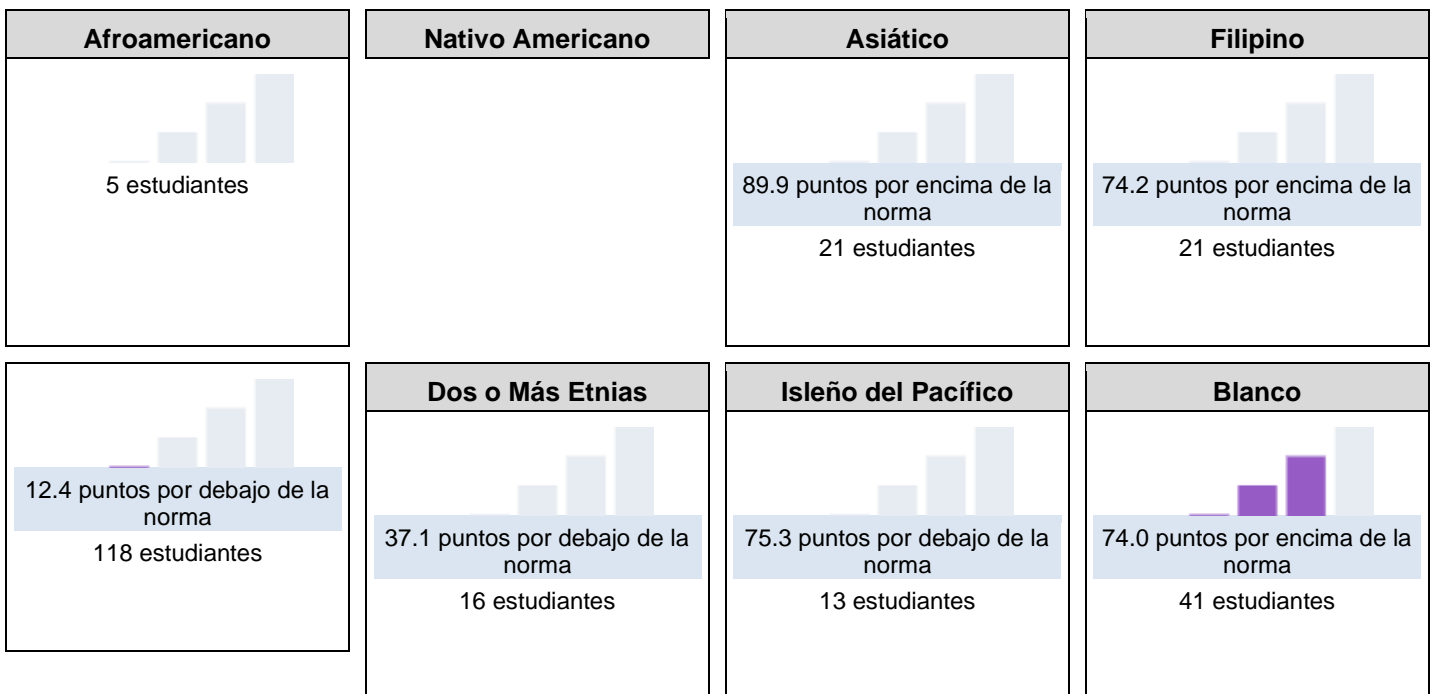 Afroamericano
5 estudiantes
Nativo Americano
Asiático
89.9 puntos por encima de la
norma
21 estudiantes
Filipino
74.2 puntos por encima de la
norma
21 estudiantes
12.4 puntos por debajo de la
norma
118 estudiantes
Dos o Más Etnias
37.1 puntos por debajo de la
norma
16 estudiantes
Isleño del Pacífico
75.3 puntos por debajo de la
norma
13 estudiantes
Blanco
74.0 puntos por encima de la
norma
41 estudiantes